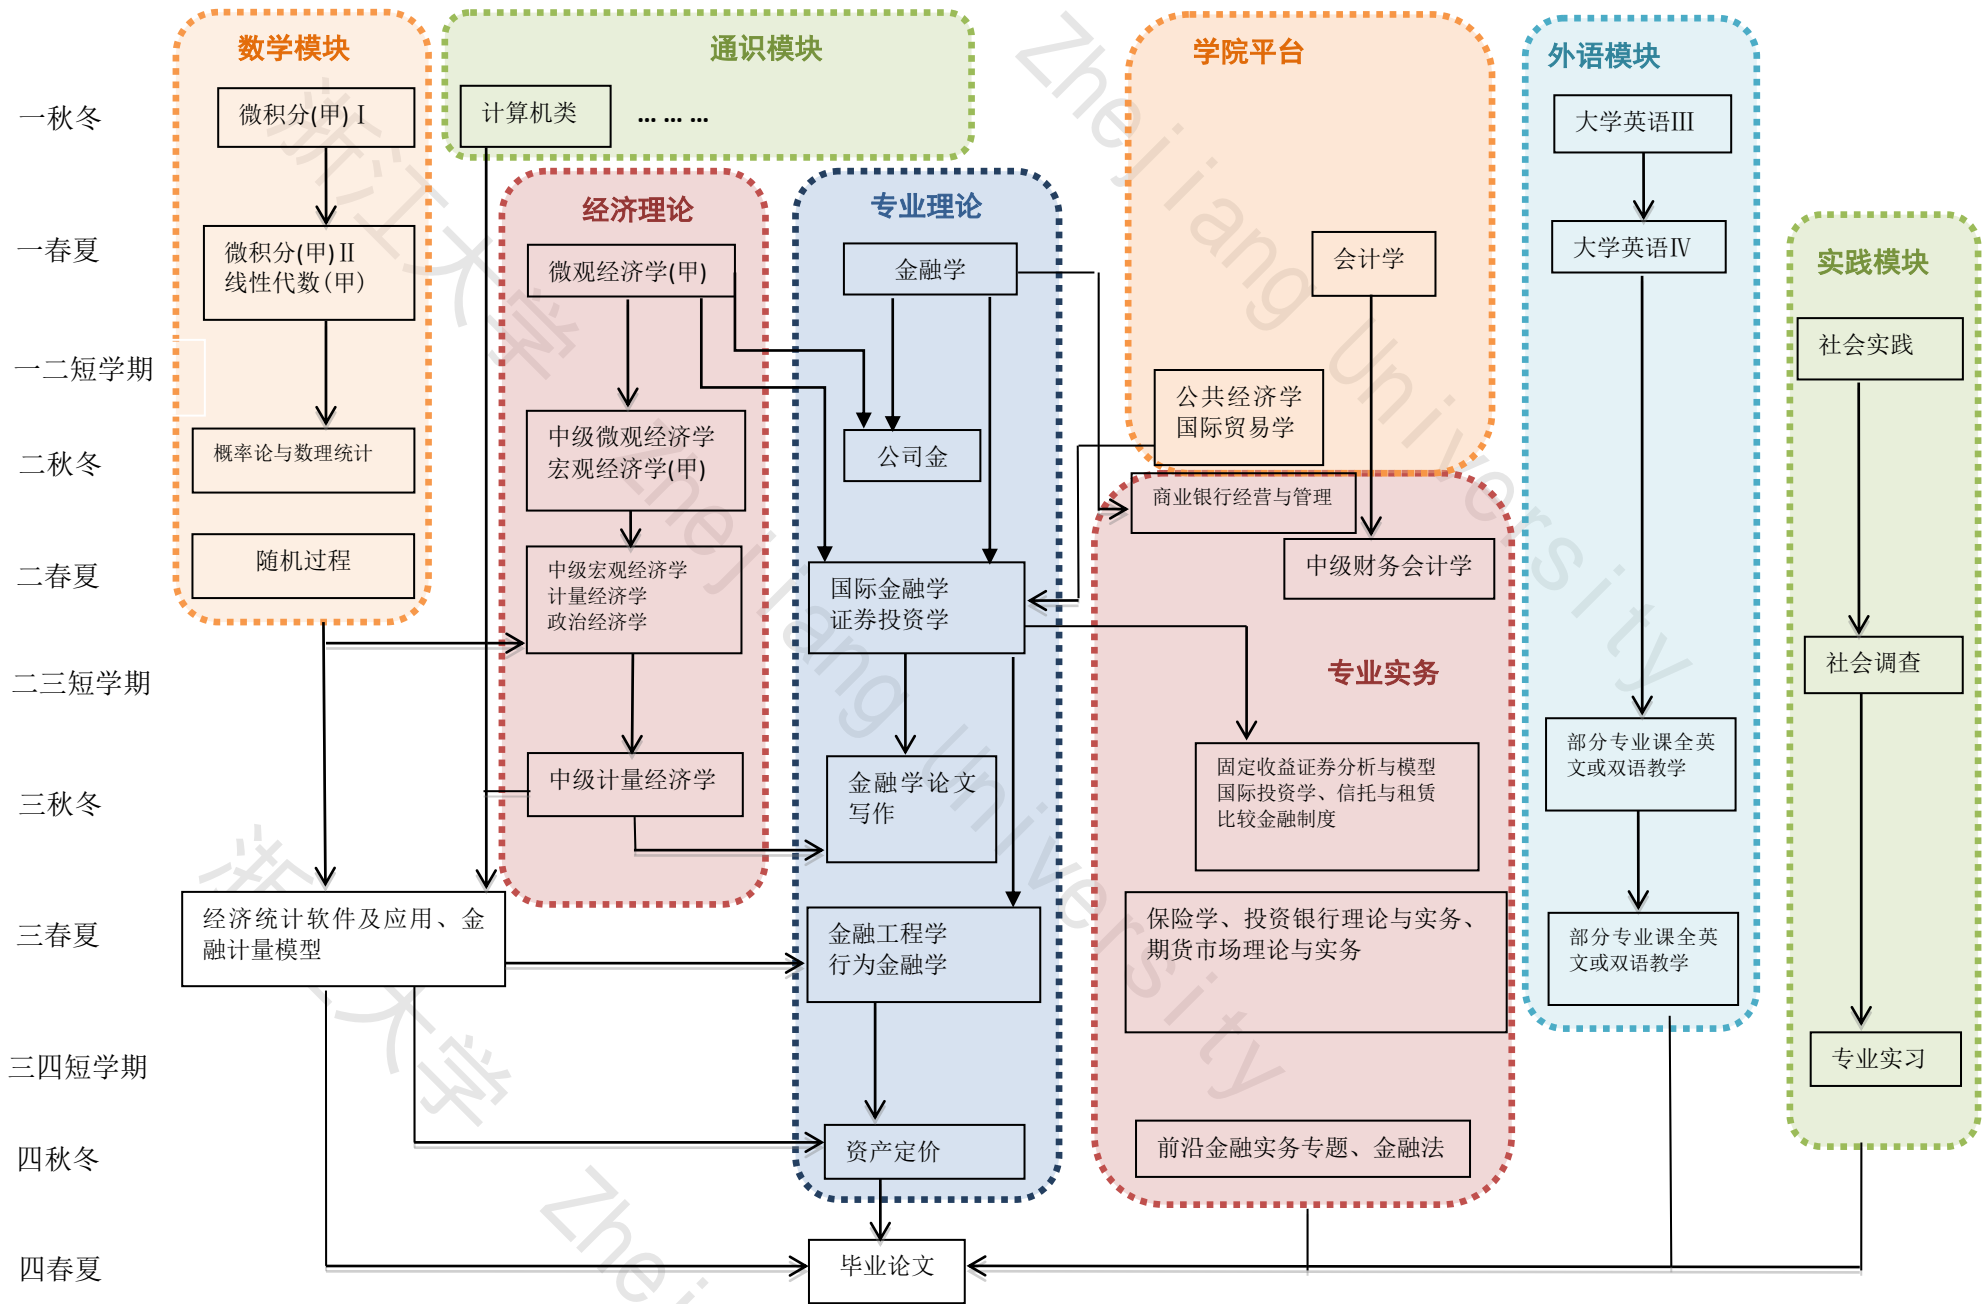 数学模块
通识模块
学院平台
外语模块
一秋冬
微积分(甲) I
计算机类
... ... ...
大学英语III
经济理论
专业理论
一春夏
微积分(甲) II
线性代数(甲)
微观经济学(甲)
金融学
会计学
大学英语IV
实践模块
一二短学期
社会实践
公共经济学
国际贸易学
二秋冬
概率论与数理统计
中级微观经济学
宏观经济学(甲)
公司金
商业银行经营与管理
二春夏
随机过程
中级宏观经济学
计量经济学
政治经济学
国际金融学
证券投资学
中级财务会计学
二三短学期
专业实务
社会调查
三秋冬
中级计量经济学
金融学论文
写作
固定收益证券分析与模型
国际投资学、信托与租赁
比较金融制度
部分专业课全英
文或双语教学
三春夏
经济统计软件及应用、金
融计量模型
金融工程学
行为金融学
保险学、投资银行理论与实务、
期货市场理论与实务
部分专业课全英
文或双语教学
三四短学期
专业实习
四秋冬
资产定价
前沿金融实务专题、金融法
四春夏
毕业论文
浙江大学 Zhejiang University
浙江大学 Zhej
Zhejiang University